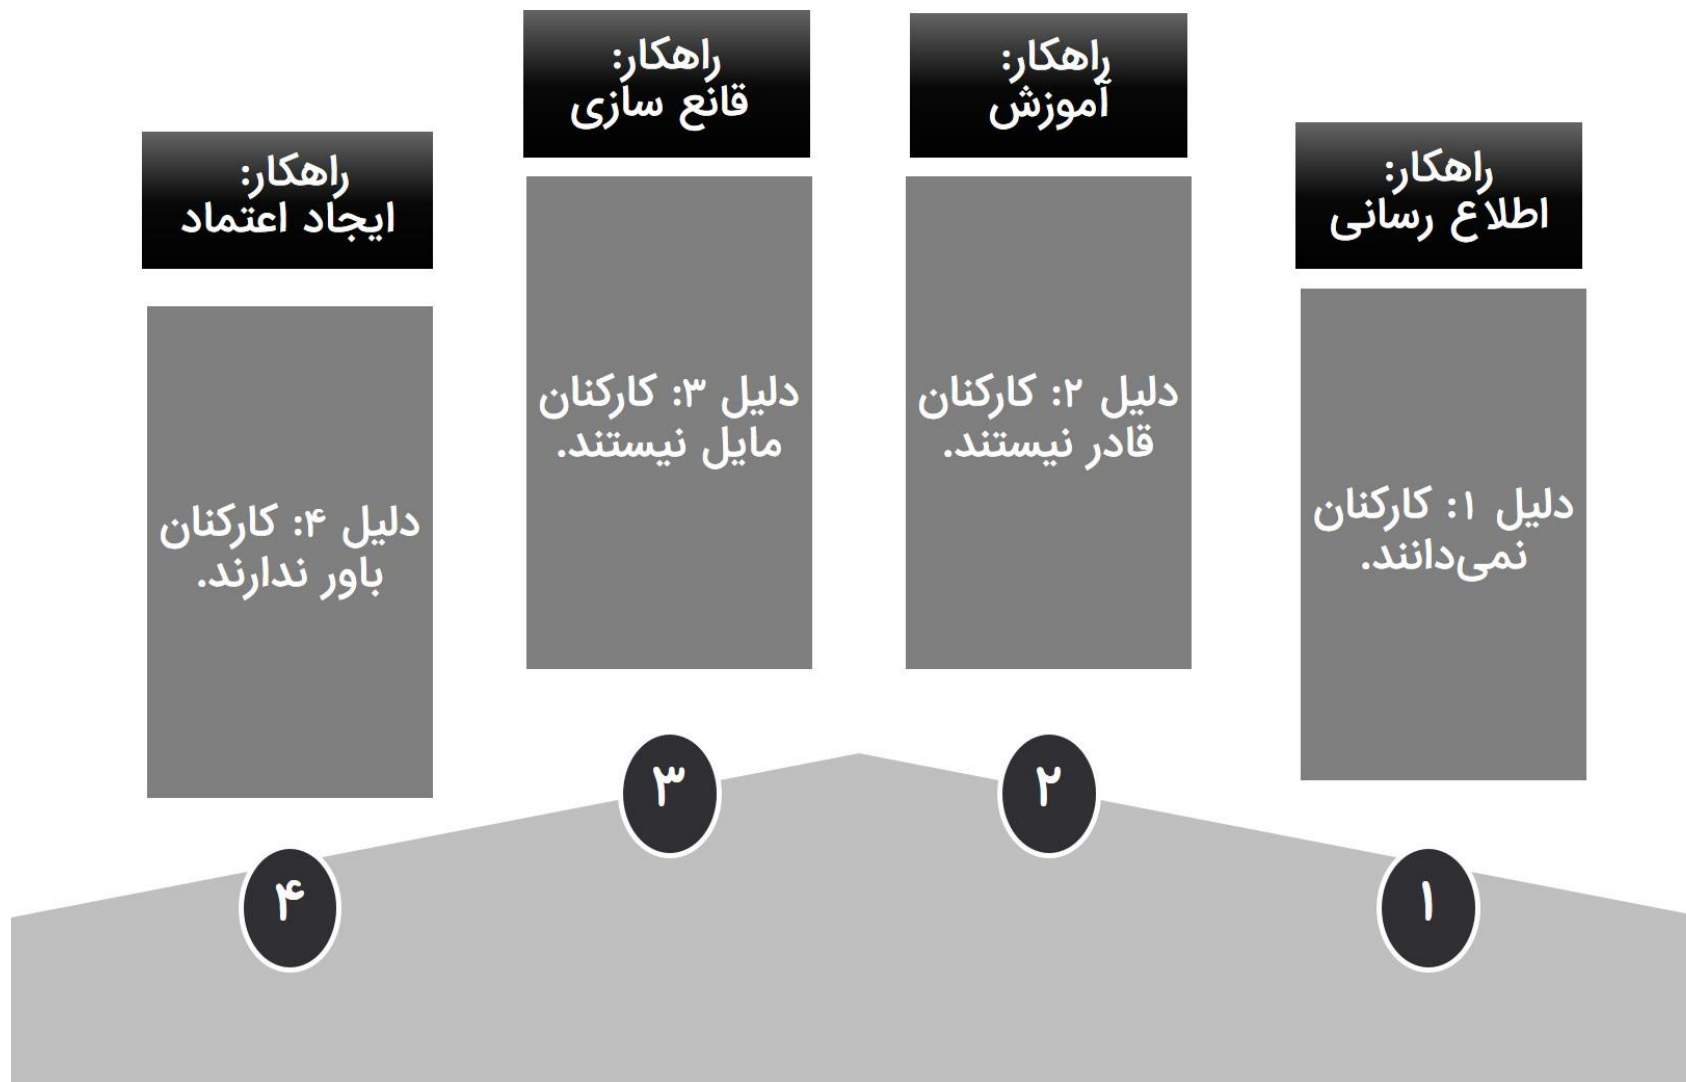 راهکار:
اطلاع رسانی
دلیل ۱: کارکنان
نمی‌دانند.
۱
راهکار:
آموزش
دلیل ۲: کارکنان
قادر نیستند.
۲
راهکار:
قانع سازی
دلیل ۳: کارکنان
مایل نیستند.
۳
راهکار:
ایجاد اعتماد
دلیل ۴: کارکنان
باور ندارند.
۴